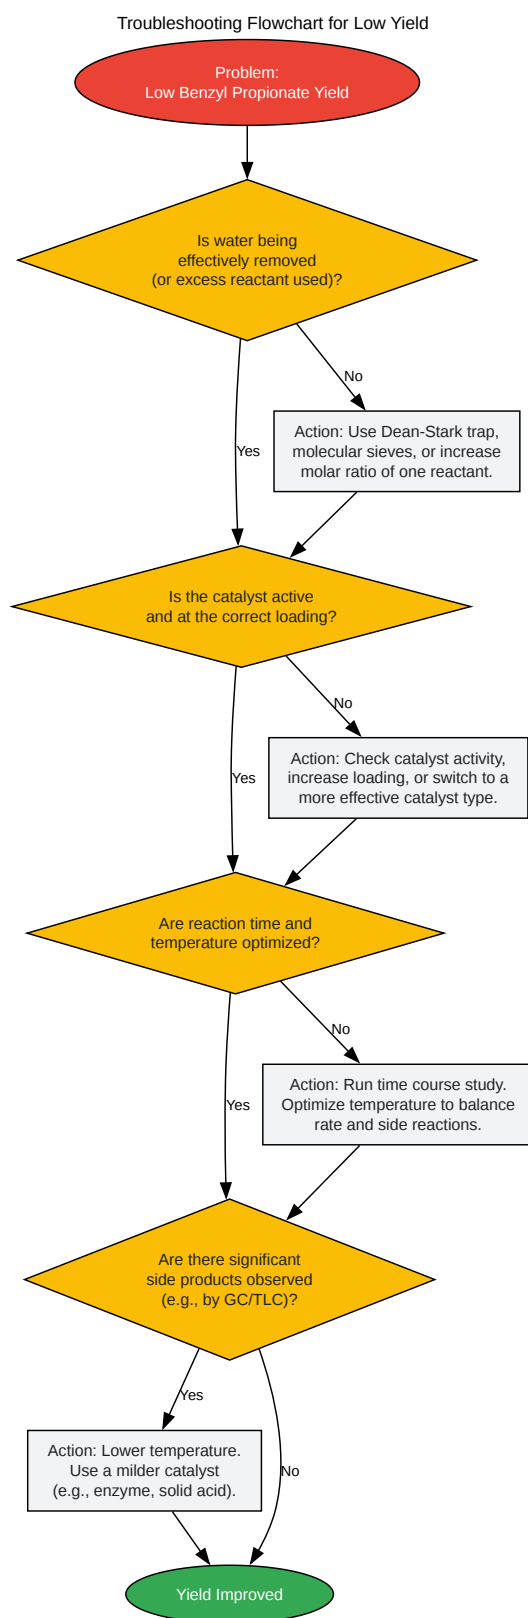 Troubleshooting Flowchart for Low Yield
Problem:
Low Benzyl Propionate Yield
Is water being
effectively removed
(or excess reactant used)?
No
Action: Use Dean-Stark trap,
molecular sieves, or increase
molar ratio of one reactant.
Yes
Is the catalyst active
and at the correct loading?
No
Action: Check catalyst activity,
increase loading, or switch to a
more effective catalyst type.
Yes
Are reaction time and
temperature optimized?
No
Action: Run time course study.
Optimize temperature to balance
rate and side reactions.
Yes
Are there significant
side products observed
(e.g., by GC/TLC)?
Yes
Action: Lower temperature.
Use a milder catalyst
(e.g., enzyme, solid acid).
No
Yield Improved